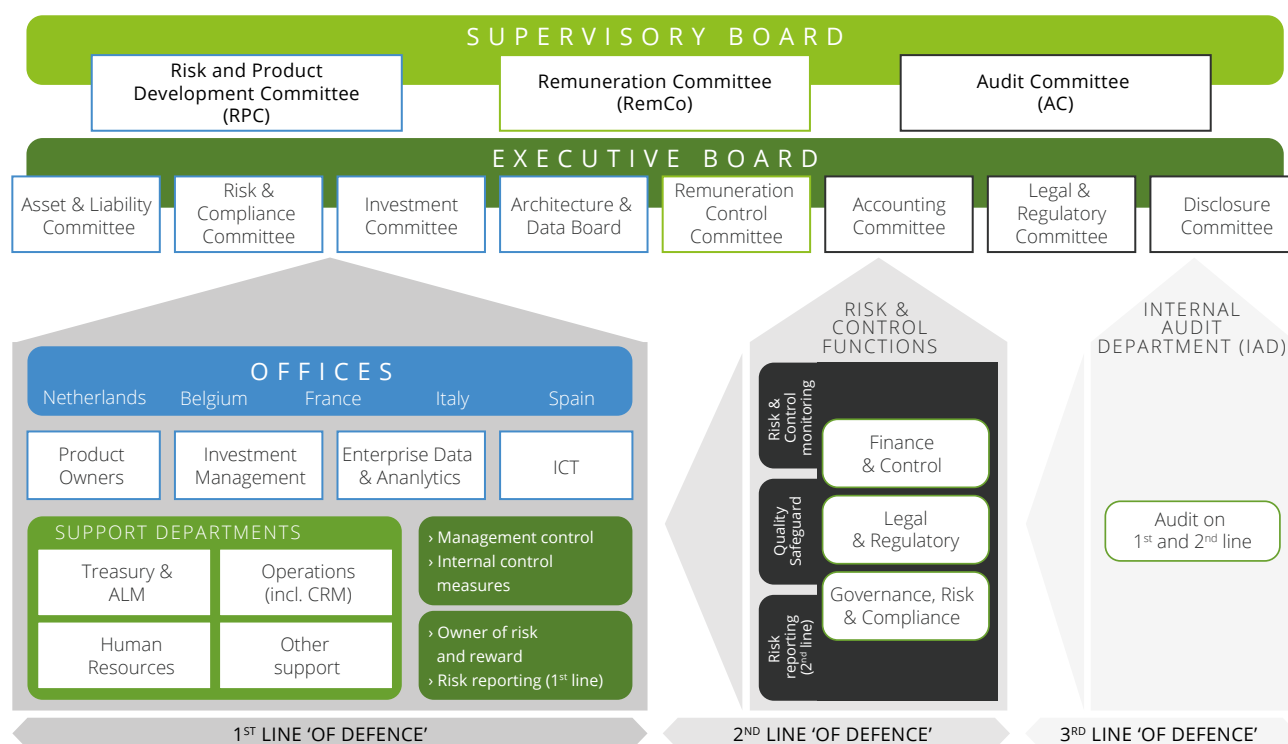 SUPERVISORY BOARD
Risk and Product
Development Committee
(RPC)
Remuneration Committee
(RemCo)
Audit Committee
(AC)
EXECUTIVE BOARD
Asset & Liability
Committee
Risk &
Compliance
Committee
Investment
Committee
Architecture &
Data Board
Remuneration
Control
Committee
Accounting
Committee
Legal &
Regulatory
Committee
Disclosure
Committee
OFFICES
Netherlands Belgium France Italy Spain
Product
Owners
Investment
Management
Enterprise Data
& Ananlytics
ICT
SUPPORT DEPARTMENTS
Treasury &
ALM
Operations
(incl. CRM)
Human
Resources
Other
support
› Management control
› Internal control
measures
› Owner of risk
and reward
› Risk reporting (1st line)
1ST LINE ‘OF DEFENCE’
RISK &
CONTROL
FUNCTIONS
Risk &
Control
monitoring
Quality
Safeguard
Risk
reporting
(2nd line)
Finance
& Control
Legal
& Regulatory
Governance, Risk
& Compliance
2ND LINE ‘OF DEFENCE’
INTERNAL
AUDIT
DEPARTMENT (IAD)
Audit on
1st and 2nd line
3RD LINE ‘OF DEFENCE’